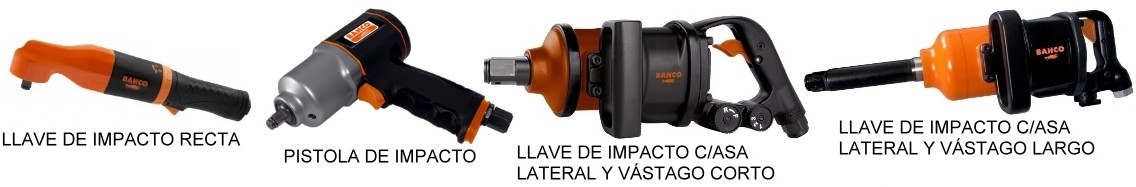 BAHCO
LLAVE DE IMPACTO RECTA
BAHCO
PISTOLA DE IMPACTO
BAHCO
LLAVE DE IMPACTO C/ASA
LATERAL Y VÁSTAGO CORTO
BAHCO
LLAVE DE IMPACTO C/ASA
LATERAL Y VÁSTAGO LARGO